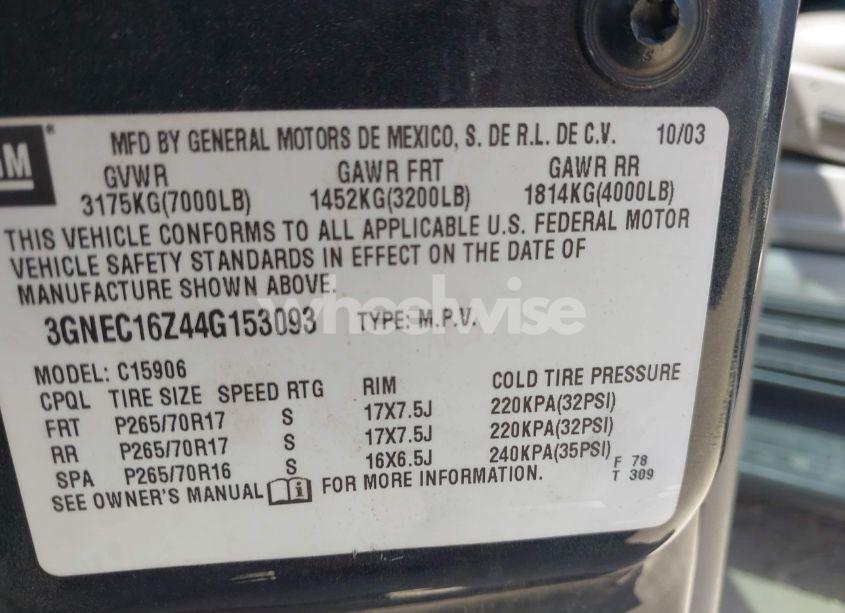 GM®
MFD BY GENERAL MOTORS DE MEXICO, S. DE R.L. DE C.V. 10/03
GVWR GAWR FRT GAWR RR
3175KG(7000LB) 1452KG(3200LB) 1814KG(4000LB)
THIS VEHICLE CONFORMS TO ALL APPLICABLE U.S. FEDERAL MOTOR
VEHICLE SAFETY STANDARDS IN EFFECT ON THE DATE OF
MANUFACTURE SHOWN ABOVE.
wheelwise
3GNEC16Z44G153093 TYPE: M.P.V.
MODEL: C15906
CPQL TIRE SIZE SPEED RTG RIM COLD TIRE PRESSURE
FRT P265/70R17 S 17X7.5J 220KPA(32PSI)
RR P265/70R17 S 17X7.5J 220KPA(32PSI)
SPA P265/70R16 S 16X6.5J 240KPA(35PSI) F 78
T 309
SEE OWNER'S MANUAL FOR MORE INFORMATION.